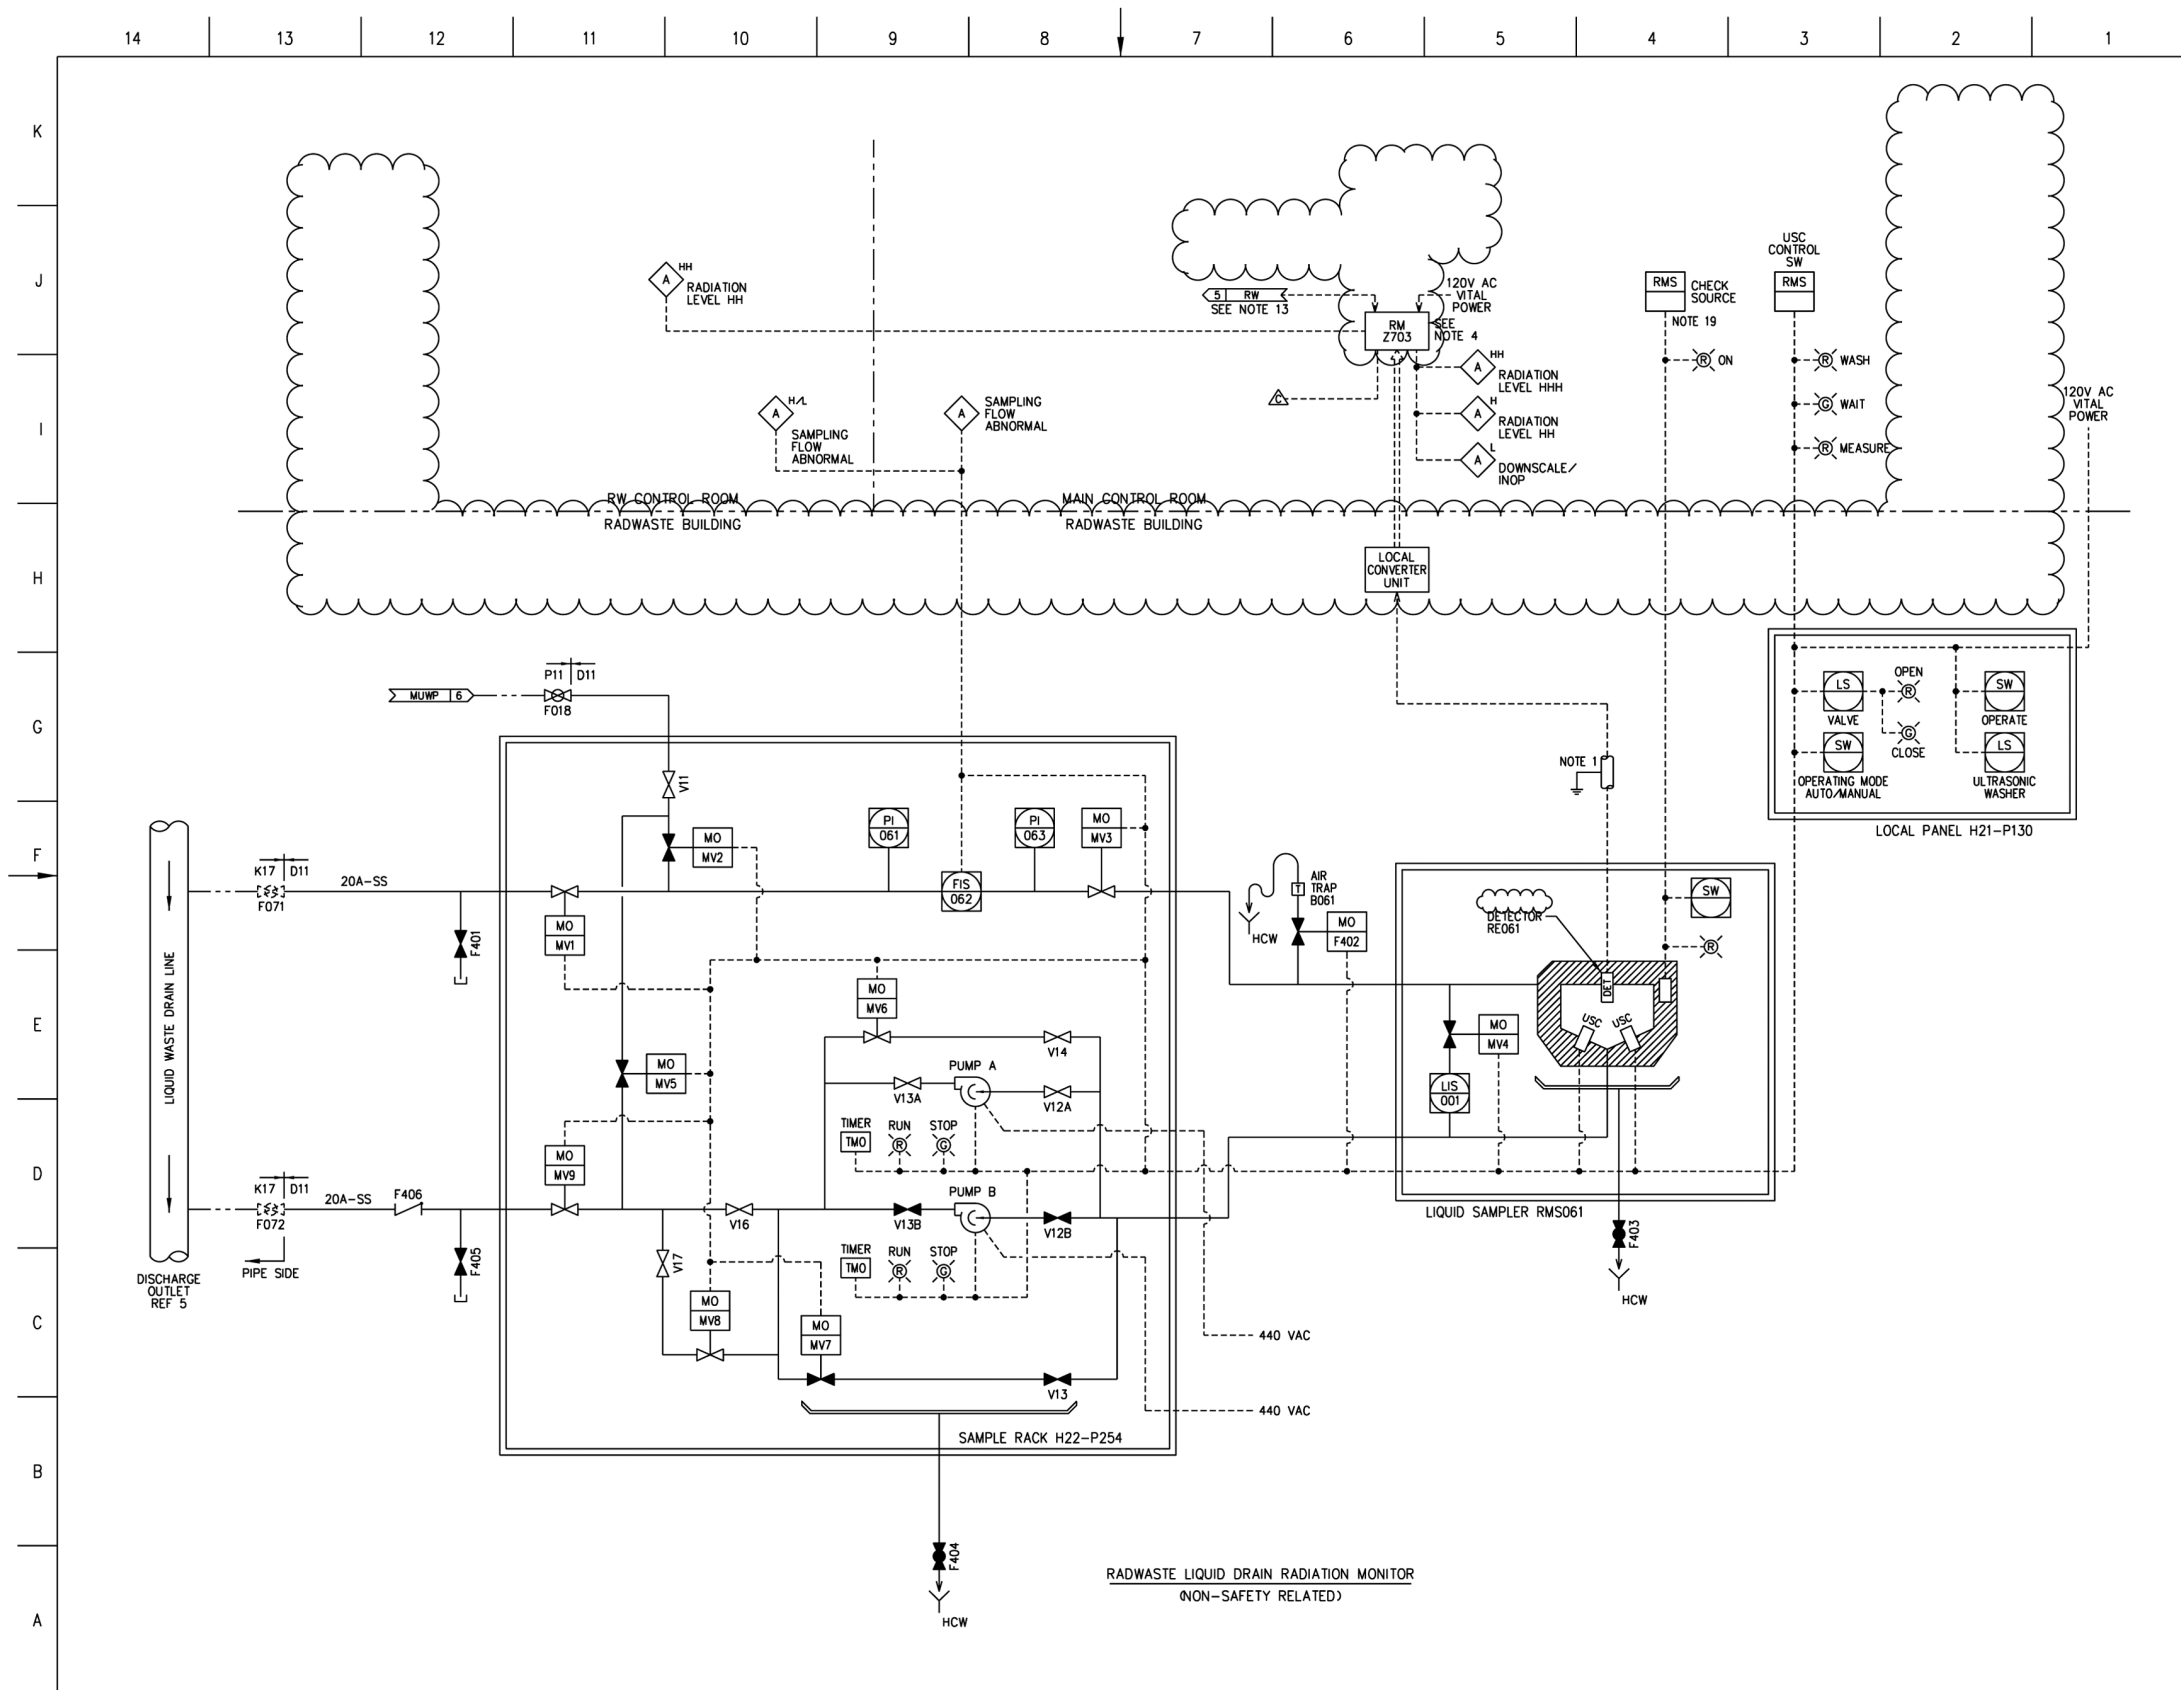 14 13 12 11 10 9 8 7 6 5 4 3 2 1
K
J
I
H
G
F
E
D
C
B
A
A
HH
RADIATION
LEVEL HH
5 RW
SEE NOTE 13
120V AC
VITAL
POWER
RM
Z703
SEE
NOTE 4
RMS
CHECK
SOURCE
NOTE 19
R ON
USC
CONTROL
SW
RMS
R WASH
G WAIT
R MEASURE
120V AC
VITAL
POWER
A
H/L
SAMPLING
FLOW
ABNORMAL
A
SAMPLING
FLOW
ABNORMAL
C
A
HH
RADIATION
LEVEL HHH
A
H
RADIATION
LEVEL HH
A
L
DOWNSCALE/
INOP
RW CONTROL ROOM
RADWASTE BUILDING
MAIN CONTROL ROOM
RADWASTE BUILDING
LOCAL
CONVERTER
UNIT
MUWP 6
P11 D11
F018
V11
NOTE 1
LS
VALVE
OPEN
R
G
CLOSE
SW
OPERATING MODE
AUTO/MANUAL
SW
OPERATE
LS
ULTRASONIC
WASHER
LOCAL PANEL H21-P130
LIQUID WASTE DRAIN LINE
K17 D11
F071
20A-SS
F401
MO
MV1
MO
MV2
PI
061
FIS
062
PI
063
MO
MV3
HCW
T
AIR
TRAP
B061
MO
F402
DETECTOR
RE061
SW
R
DET
USC
USC
MO
MV4
LIS
001
LIQUID SAMPLER RMS061
F403
HCW
MO
MV5
MO
MV6
V14
PUMP A
V13A
V12A
TIMER
TMO
RUN
R
STOP
G
MO
MV9
K17 D11
F072
20A-SS
F406
PIPE SIDE
F405
DISCHARGE
OUTLET
REF 5
V16
V17
PUMP B
V13B
V12B
TIMER
TMO
RUN
R
STOP
G
MO
MV8
MO
MV7
V13
440 VAC
440 VAC
SAMPLE RACK H22-P254
F404
HCW
RADWASTE LIQUID DRAIN RADIATION MONITOR
(NON-SAFETY RELATED)